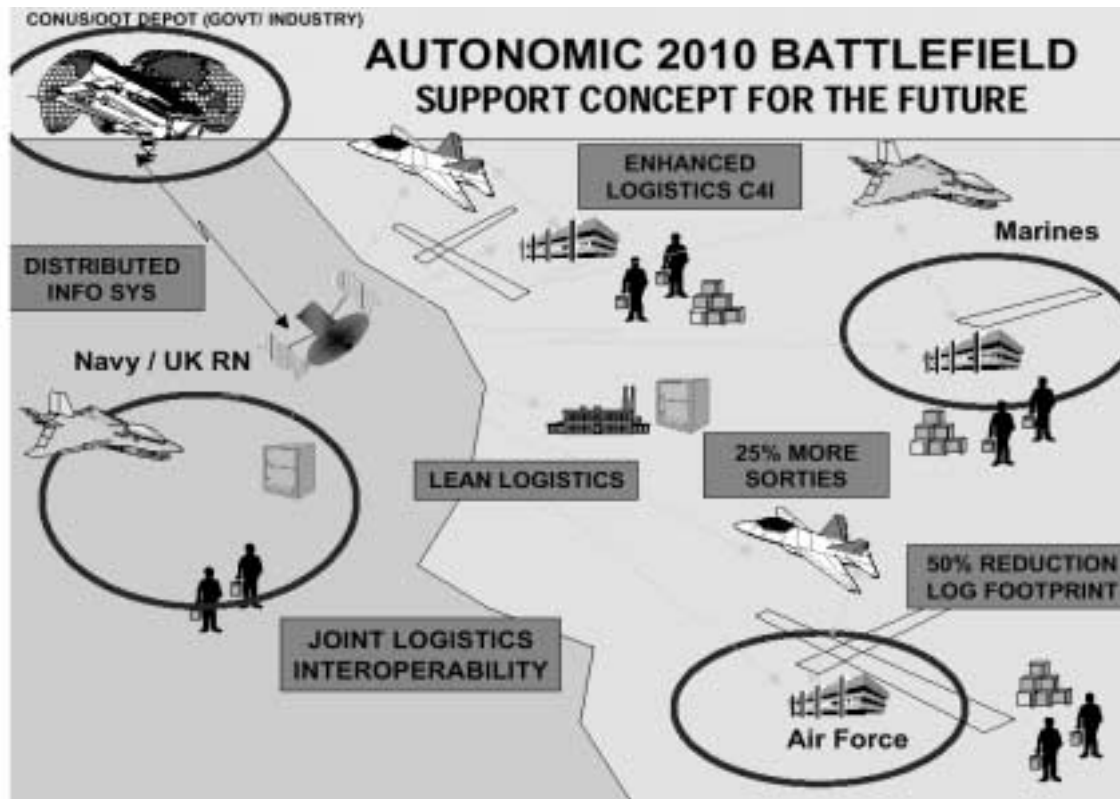 CONUS/OOT DEPOT (GOVT/ INDUSTRY)
AUTONOMIC 2010 BATTLEFIELD
SUPPORT CONCEPT FOR THE FUTURE
ENHANCED
LOGISTICS C4I
Marines
DISTRIBUTED
INFO SYS
Navy / UK RN
LEAN LOGISTICS
25% MORE
SORTIES
50% REDUCTION
LOG FOOTPRINT
JOINT LOGISTICS
INTEROPERABILITY
Air Force